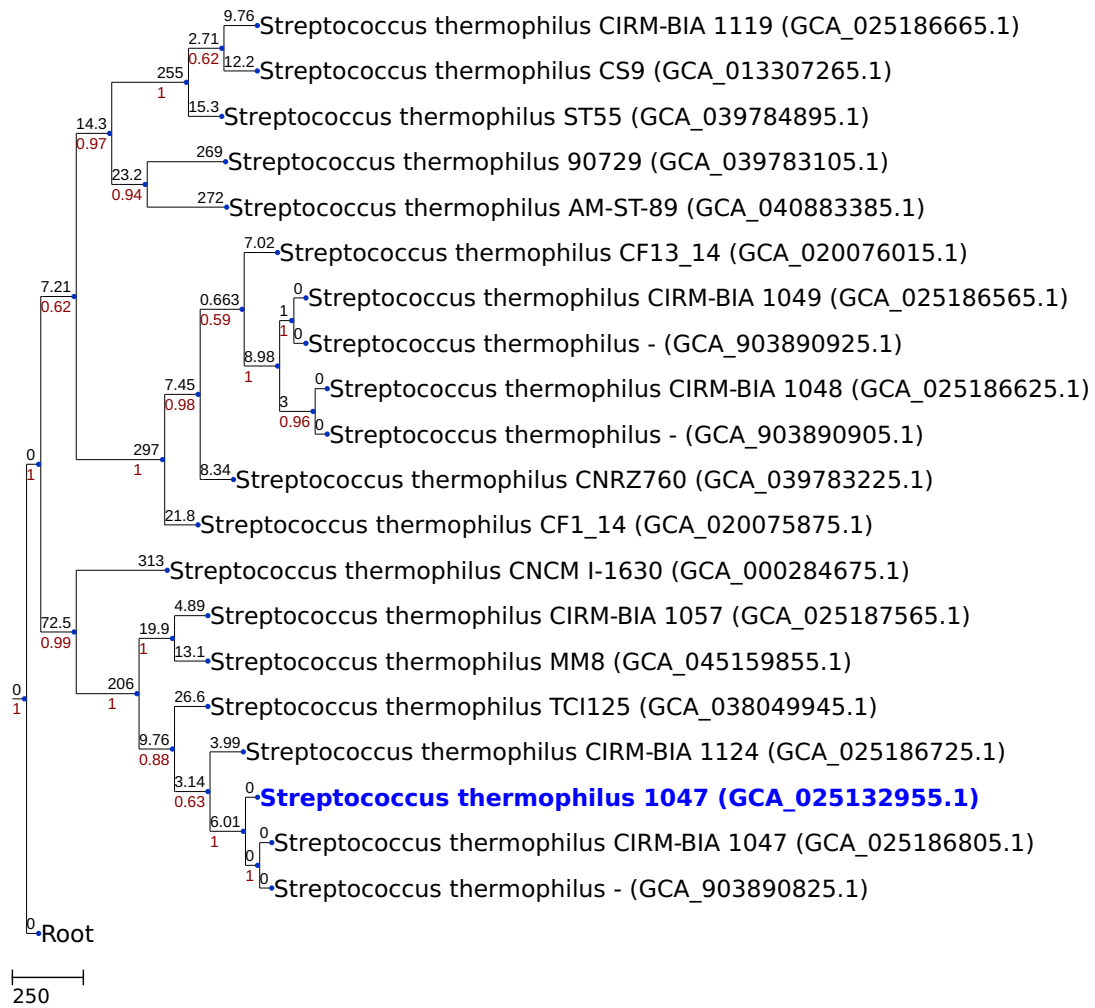 9.76
Streptococcus thermophilus CIRM-BIA 1119 (GCA_025186665.1)
2.71
0.62
12.2
Streptococcus thermophilus CS9 (GCA_013307265.1)
255
1
15.3
Streptococcus thermophilus ST55 (GCA_039784895.1)
14.3
0.97
269
Streptococcus thermophilus 90729 (GCA_039783105.1)
23.2
0.94
272
Streptococcus thermophilus AM-ST-89 (GCA_040883385.1)
7.02
Streptococcus thermophilus CF13_14 (GCA_020076015.1)
7.21
0.62
0.663
0.59
0
Streptococcus thermophilus CIRM-BIA 1049 (GCA_025186565.1)
1
1
0
Streptococcus thermophilus - (GCA_903890925.1)
8.98
1
0
Streptococcus thermophilus CIRM-BIA 1048 (GCA_025186625.1)
7.45
0.98
3
0.96
0
Streptococcus thermophilus - (GCA_903890905.1)
297
1
8.34
Streptococcus thermophilus CNRZ760 (GCA_039783225.1)
0
1
21.8
Streptococcus thermophilus CF1_14 (GCA_020075875.1)
313
Streptococcus thermophilus CNCM I-1630 (GCA_000284675.1)
4.89
Streptococcus thermophilus CIRM-BIA 1057 (GCA_025187565.1)
72.5
0.99
19.9
1
13.1
Streptococcus thermophilus MM8 (GCA_045159855.1)
206
1
26.6
Streptococcus thermophilus TCI125 (GCA_038049945.1)
0
1
9.76
0.88
3.99
Streptococcus thermophilus CIRM-BIA 1124 (GCA_025186725.1)
3.14
0.63
0
Streptococcus thermophilus 1047 (GCA_025132955.1)
6.01
1
0
Streptococcus thermophilus CIRM-BIA 1047 (GCA_025186805.1)
0
1
0
Streptococcus thermophilus - (GCA_903890825.1)
0
Root
250